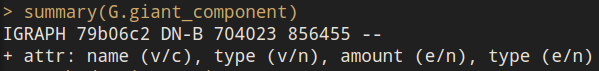 > summary(G.giant_component)
IGRAPH 79b06c2 DN-B 704023 856455 --
+ attr: name (v/c), type (v/n), amount (e/n), type (e/n)